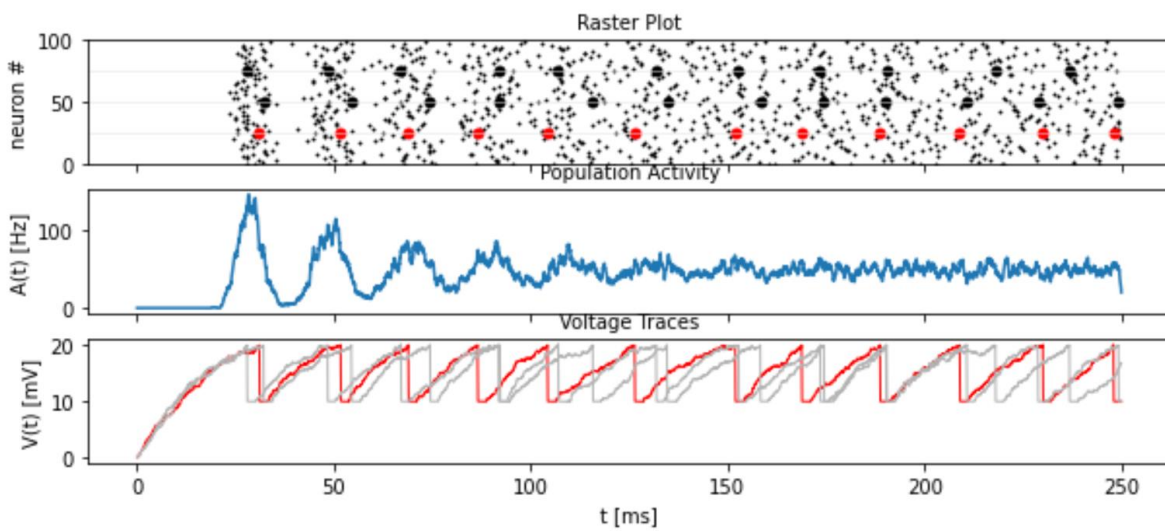 Raster Plot
100
50
0
neuron #
Population Activity
100
0
A(t) [Hz]
Voltage Traces
20
10
0
V(t) [mV]
0 50 100 150 200 250
t [ms]